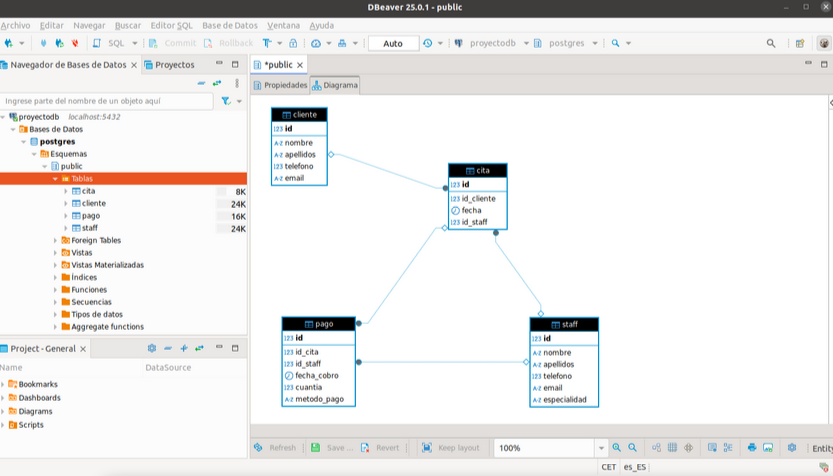 DBeaver 25.0.1 - public
Archivo Editar Navegar Buscar Editor SQL Base de Datos Ventana Ayuda
SQL Commit Rollback Auto proyectodb postgres
Navegador de Bases de Datos Proyectos
*public
Propiedades Diagrama
Ingrese parte del nombre de un objeto aquí
proyectodb localhost:5432
Bases de Datos
postgres
Esquemas
public
Tablas
cita 8K
cliente 24K
pago 16K
staff 24K
Foreign Tables
Vistas
Vistas Materializadas
Índices
Funciones
Secuencias
Tipos de datos
Aggregate functions
Project - General
Name DataSource
Bookmarks
Dashboards
Diagrams
Scripts
cliente
123 id
A-Z nombre
A-Z apellidos
123 telefono
A-Z email
cita
123 id
123 id_cliente
fecha
123 id_staff
pago
123 id
123 id_cita
123 id_staff
fecha_cobro
123 cuantia
A-Z metodo_pago
staff
123 id
A-Z nombre
A-Z apellidos
123 telefono
A-Z email
A-Z especialidad
Refresh Save ... Revert Keep layout 100% Entity
CET es_ES